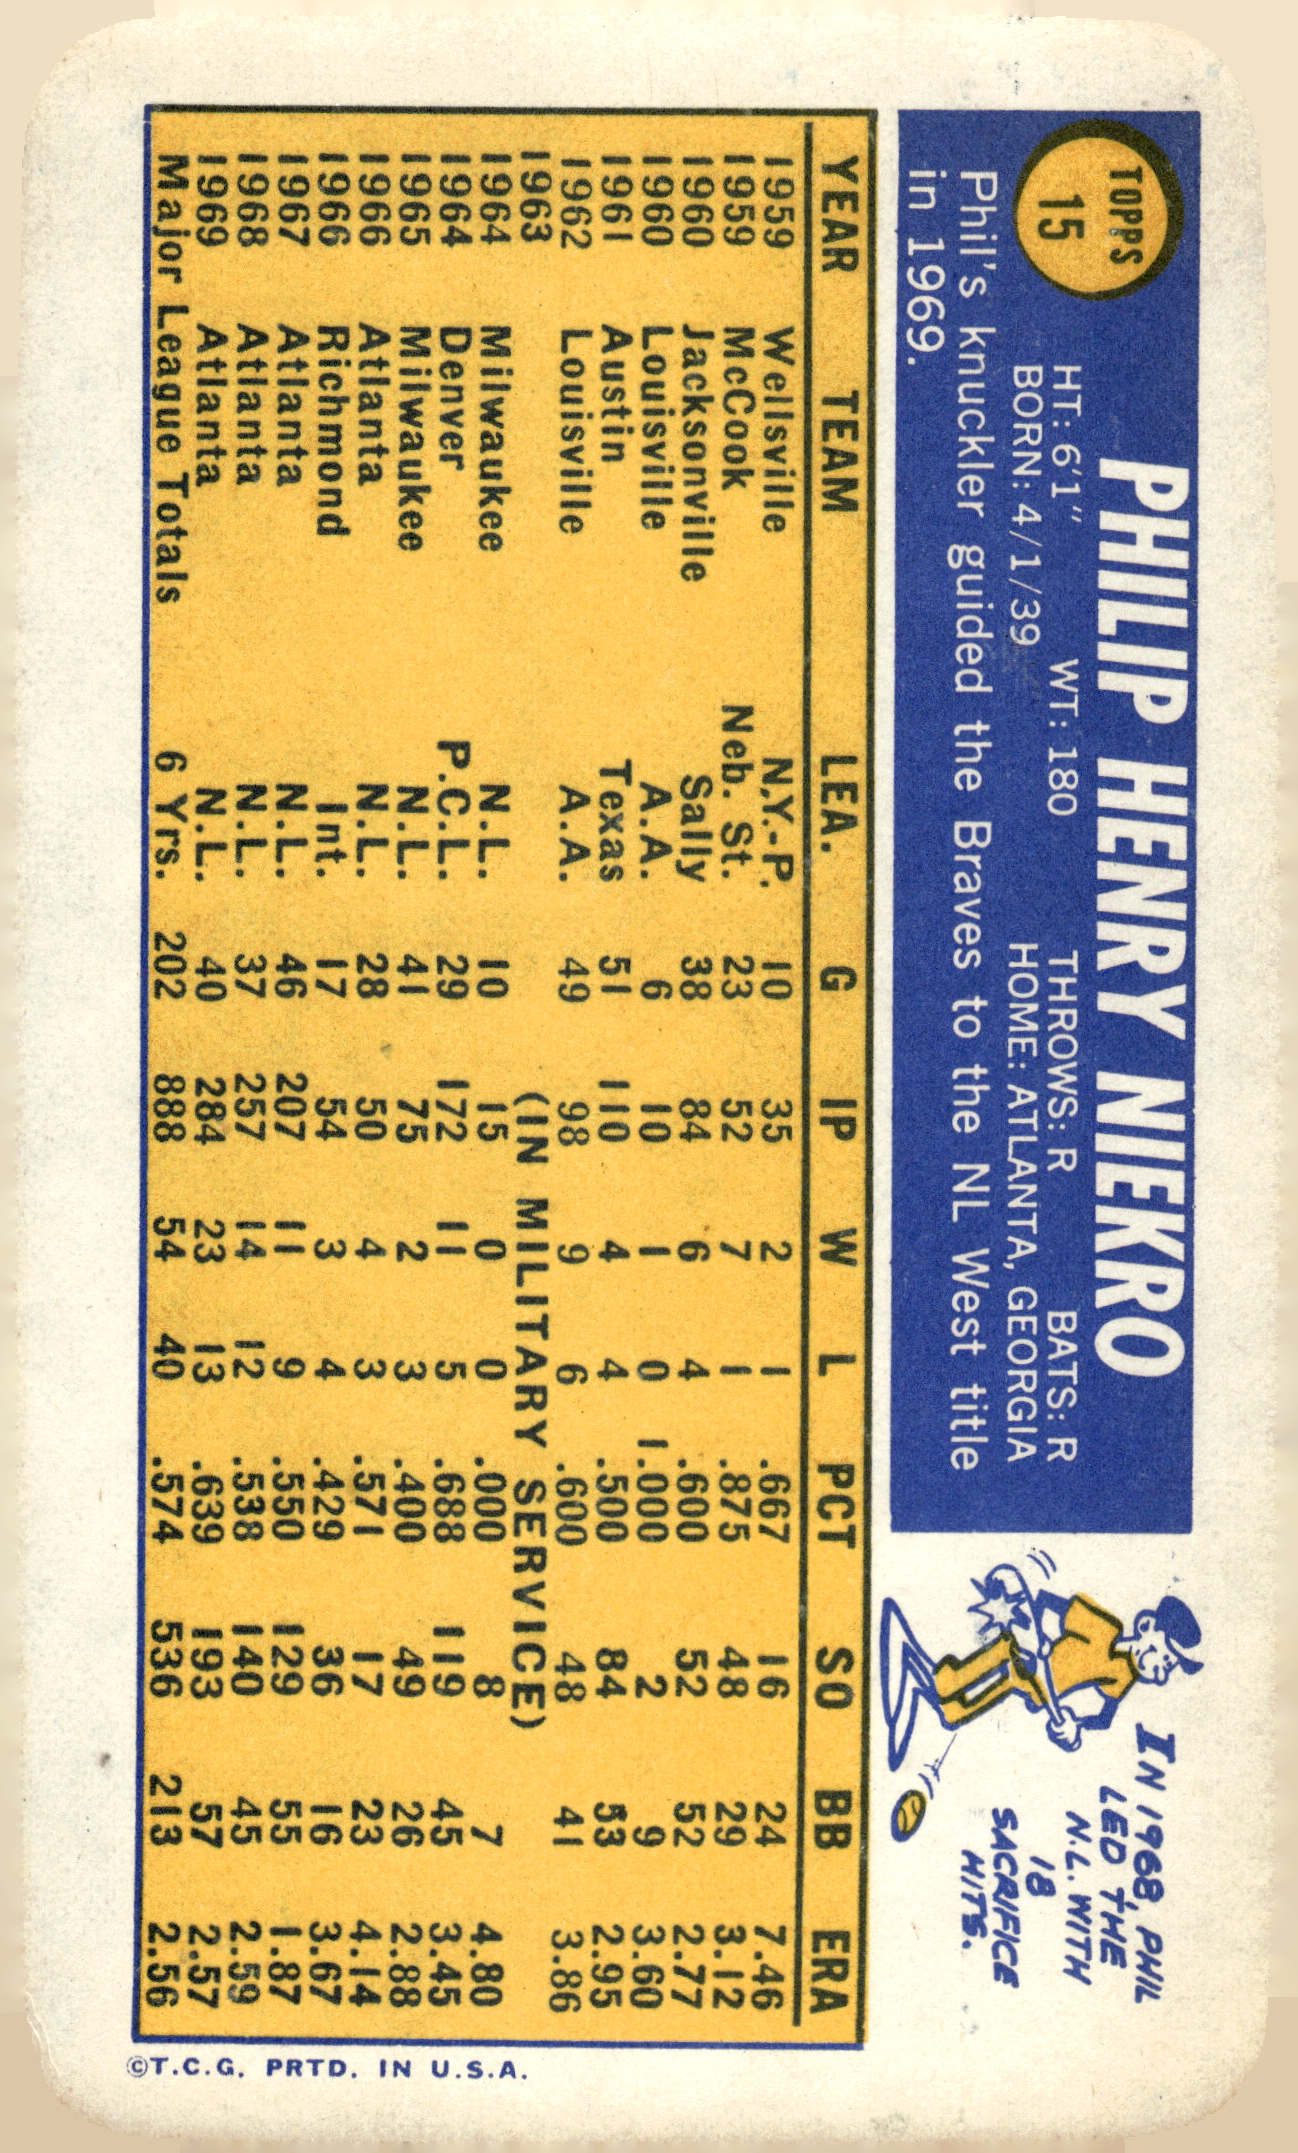 TOPPS
15
PHILIP HENRY NIEKRO
HT: 6'1" WT: 180 THROWS: R BATS: R
BORN: 4/1/39 HOME: ATLANTA, GEORGIA
Phil's knuckler guided the Braves to the NL West title
in 1969.
IN 1968, PHIL
LED THE
N.L. WITH
18
SACRIFICE
HITS.
YEAR TEAM LEA. G IP W L PCT SO BB ERA
1959 Wellsville N.Y.-P. 10 35 2 1 .667 16 24 7.46
1959 McCook Neb. St. 23 52 7 1 .875 48 29 3.12
1960 Jacksonville Sally 38 84 6 4 .600 52 52 2.77
1960 Louisville A.A. 6 10 1 0 1.000 2 9 3.60
1961 Austin Texas 51 110 4 4 .500 84 53 2.95
1962 Louisville A.A. 49 98 9 6 .600 48 41 3.86
1963 (IN MILITARY SERVICE)
1964 Milwaukee N.L. 10 15 0 0 .000 8 7 4.80
1964 Denver P.C.L. 29 172 11 5 .688 119 45 3.45
1965 Milwaukee N.L. 41 75 2 3 .400 49 26 2.88
1966 Atlanta N.L. 28 50 4 3 .571 17 23 4.14
1966 Richmond Int. 17 54 3 4 .429 36 16 3.67
1967 Atlanta N.L. 46 207 11 9 .550 129 55 1.87
1968 Atlanta N.L. 37 257 14 12 .538 140 45 2.59
1969 Atlanta N.L. 40 284 23 13 .639 193 57 2.57
Major League Totals 6 Yrs. 202 888 54 40 .574 536 213 2.56
©T.C.G. PRTD. IN U.S.A.